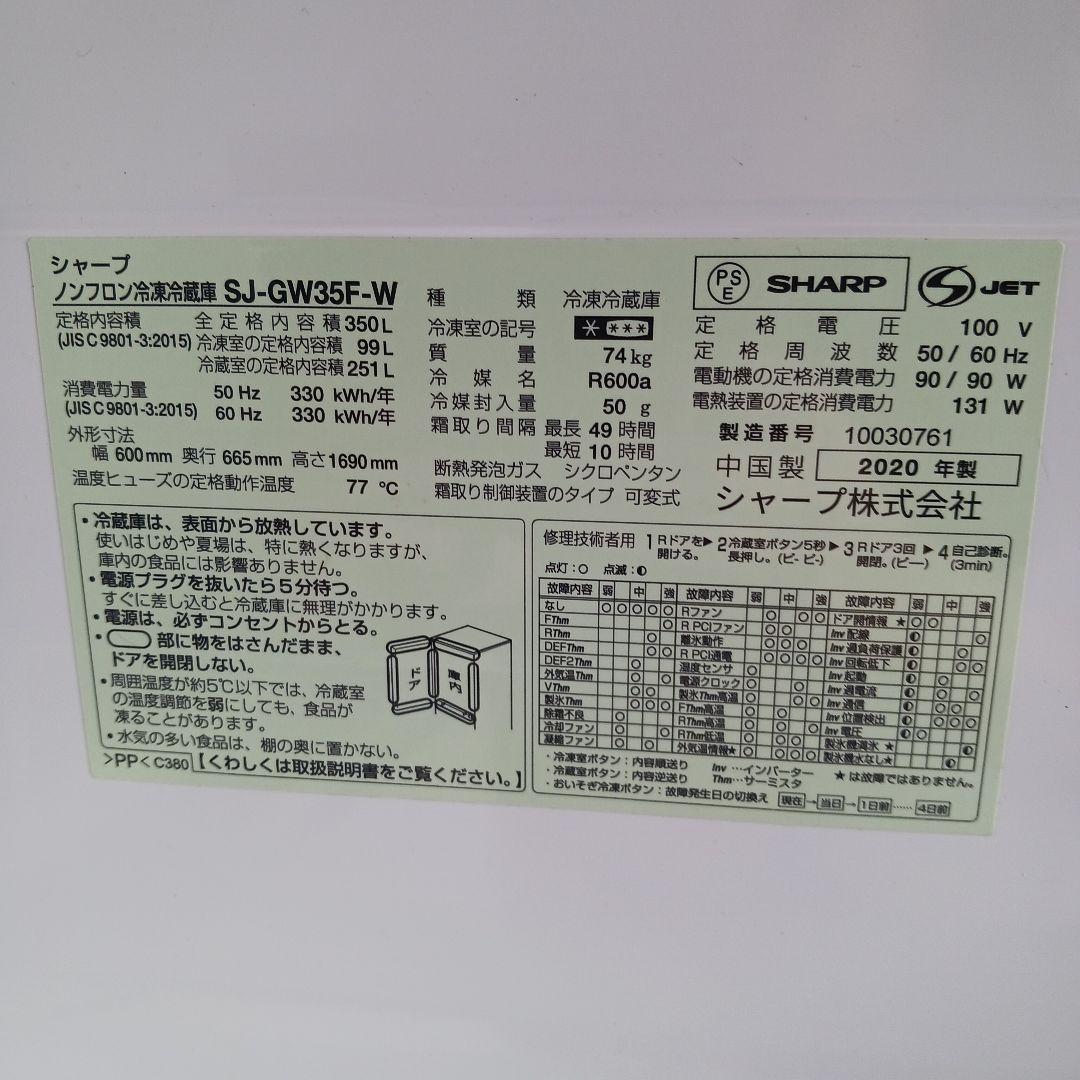 シャープ
ノンフロン冷凍冷蔵庫 SJ-GW35F-W
定格内容積 全定格内容積 350L
(JIS C 9801-3:2015) 冷凍室の定格内容積 99L
冷蔵室の定格内容積 251L
消費電力量 50 Hz 330 kWh/年
(JIS C 9801-3:2015) 60 Hz 330 kWh/年
外形寸法
幅 600mm 奥行 665mm 高さ 1690mm
温度ヒューズの定格動作温度 77 ℃
種類 冷凍冷蔵庫
冷凍室の記号 * ***
質量 74kg
冷媒名 R600a
冷媒封入量 50 g
霜取り間隔 最長 49 時間
最短 10 時間
断熱発泡ガス シクロペンタン
霜取り制御装置のタイプ 可変式
PS E SHARP S JET
定格電圧 100 V
定格周波数 50 / 60 Hz
電動機の定格消費電力 90 / 90 W
電熱装置の定格消費電力 131 W
製造番号 10030761
中国製 2020 年製
シャープ株式会社
・冷蔵庫は、表面から放熱しています。
使いはじめや夏場は、特に熱くなりますが、
庫内の食品には影響ありません。
・電源プラグを抜いたら5分待つ。
すぐに差し込むと冷蔵庫に無理がかかります。
・電源は、必ずコンセントからとる。
・ 部に物をはさんだまま、
ドアを開閉しない。
・周囲温度が約5℃以下では、冷蔵室
の温度調節を弱にしても、食品が
凍ることがあります。
・水気の多い食品は、棚の奥に置かない。
>PP< C380 【くわしくは取扱説明書をご覧ください。】
ドア
庫内
修理技術者用 1 Rドアを開ける。 ▶ 2 冷蔵室ボタン5秒長押し。(ピーピー) ▶ 3 Rドア3回開閉。(ピー) ▶ 4 自己診断。(3min)
点灯:○ 点滅:◐
故障内容 弱 中 強 故障内容 弱 中 強 故障内容 弱 中 強
なし Rファン ドア開情報 ★
FThm R PCIファン Inv 配線
RThm 離氷動作 Inv 過負荷保護
DEFThm R PCI通電 Inv 回転低下
DEF2Thm 湿度センサ Inv 起動
外気温Thm 電源クロック Inv 過電流
VThm 製氷Thm高温 Inv 通信
製氷Thm FThm高温 Inv 位置検出
除霜不良 RThm高温 Inv 電圧
冷却ファン RThm低温 製氷機満氷 ★
凝縮ファン 外気温情報★ 製氷機水なし★
・冷凍室ボタン:内容順送り Inv …インバーター ★は故障ではありません。
・冷蔵室ボタン:内容逆送り Thm…サーミスタ
・おいそぎ冷凍ボタン:故障発生日の切換え 現在→当日→1日前……4日前